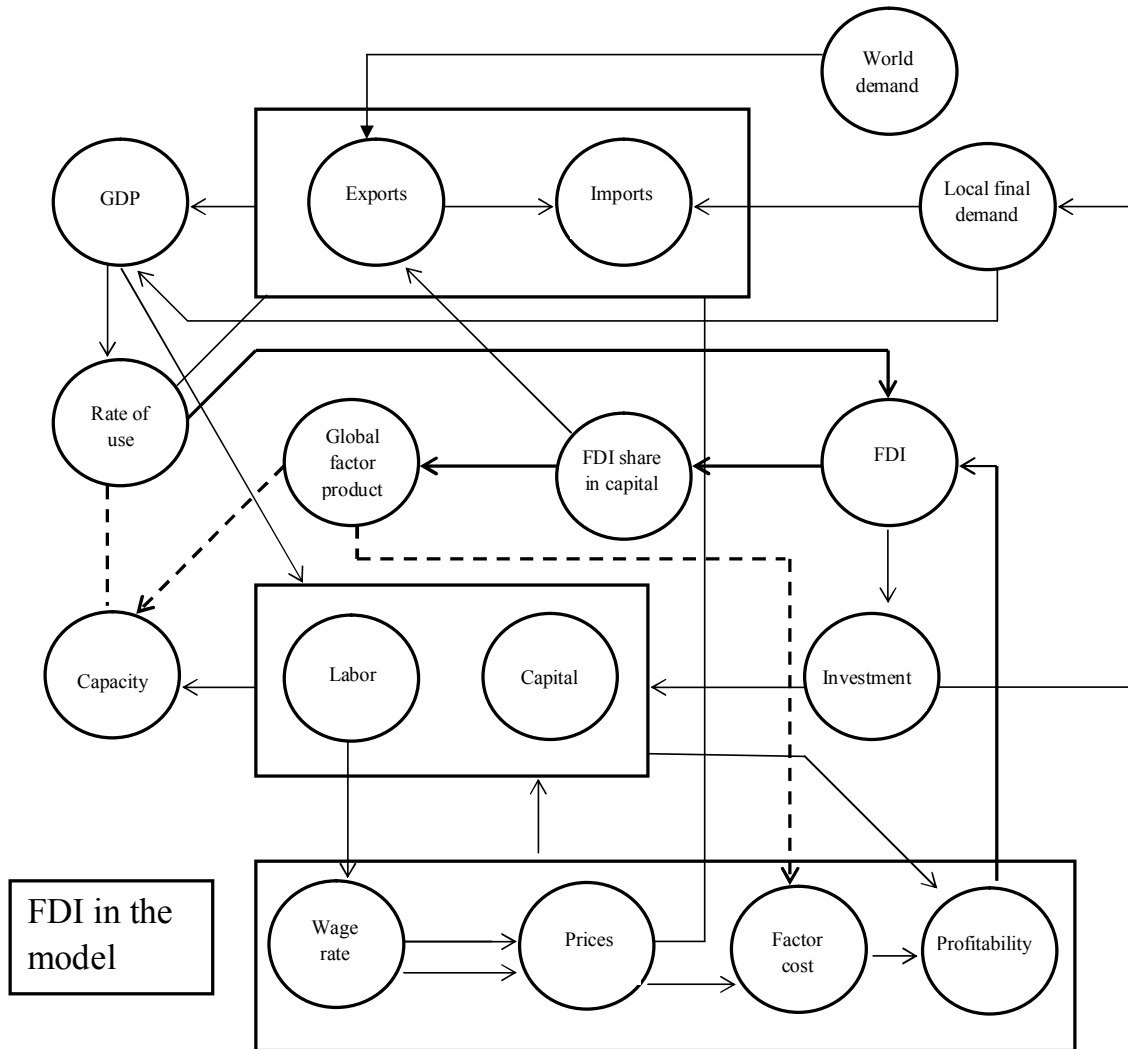 World
demand
GDP
Exports
Imports
Local final
demand
Rate of
use
Global
factor
product
FDI share
in capital
FDI
Capacity
Labor
Capital
Investment
FDI in the
model
Wage
rate
Prices
Factor
cost
Profitability